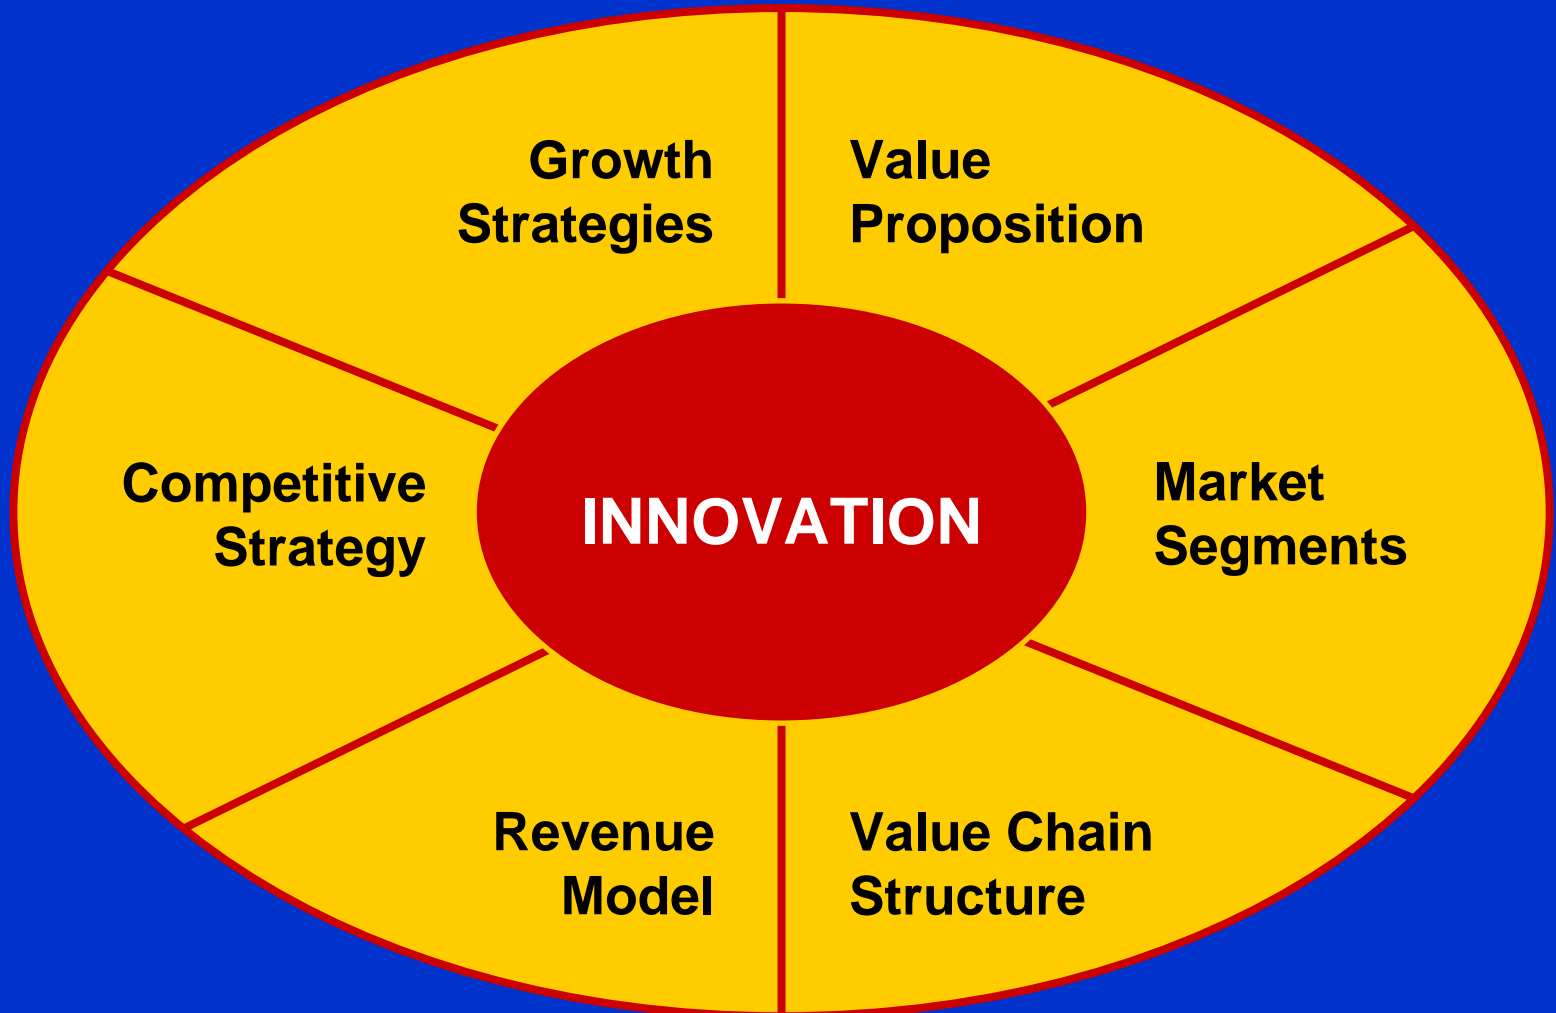 Growth
Strategies
Value
Proposition
Competitive
Strategy
INNOVATION
Market
Segments
Revenue
Model
Value Chain
Structure